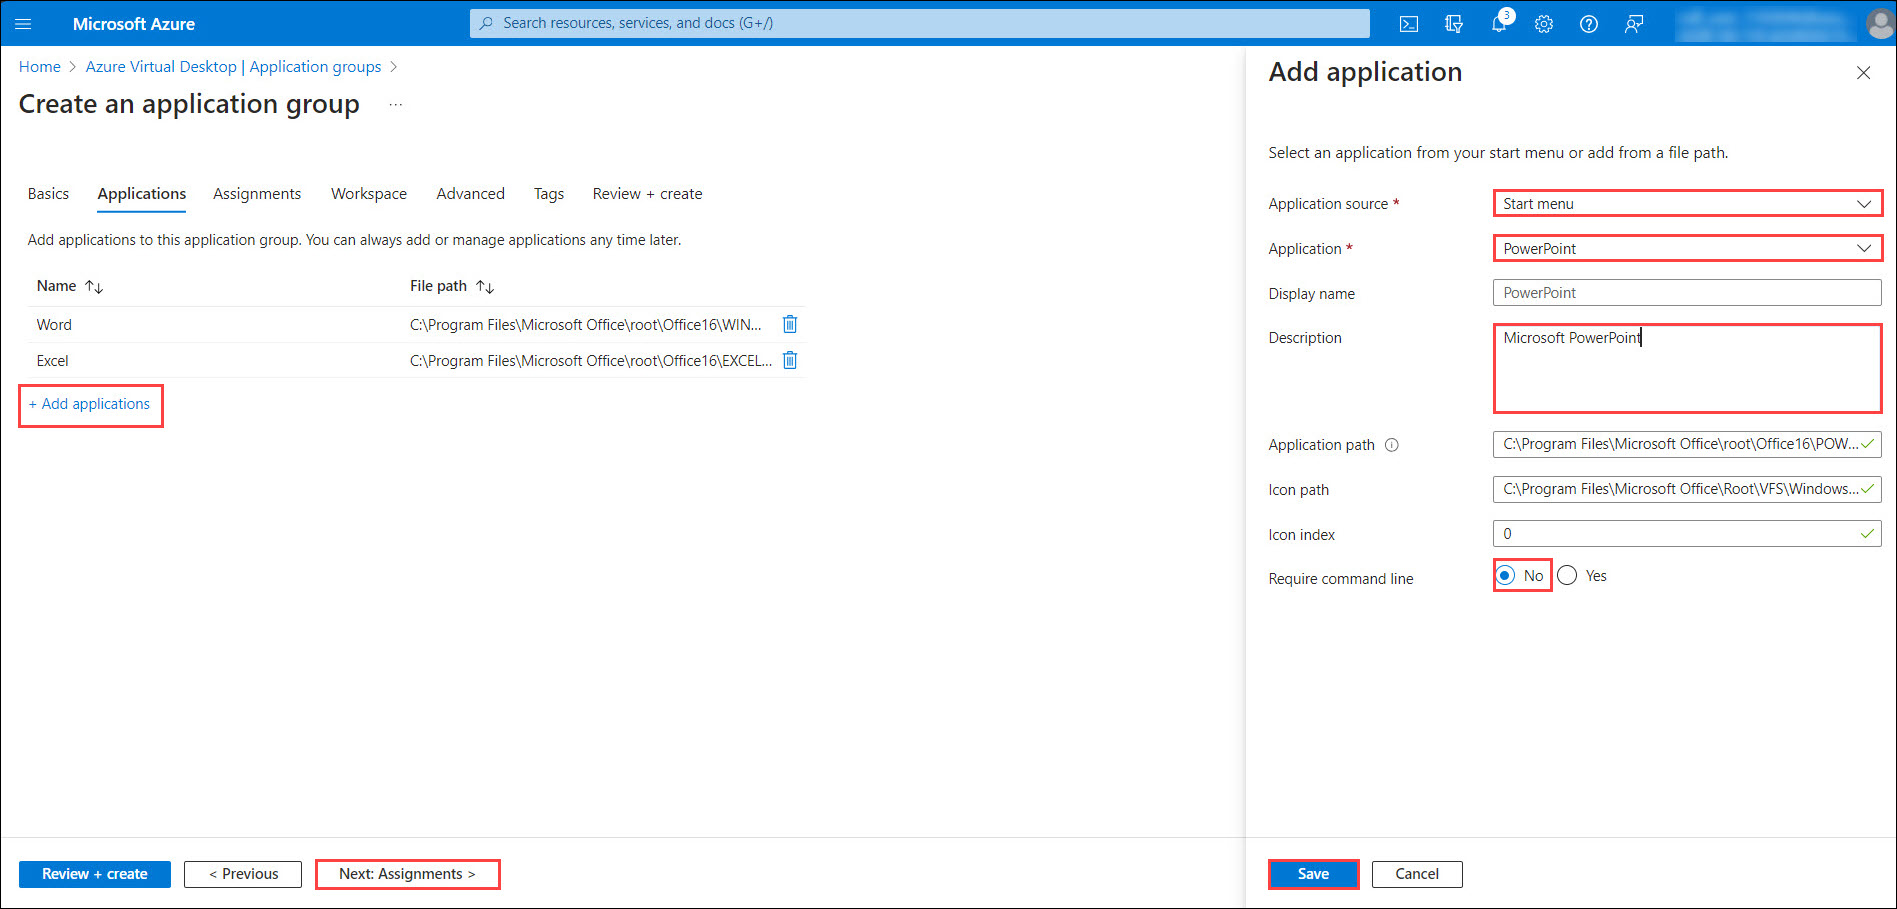 Microsoft Azure
Search resources, services, and docs (G+/)
3
Home > Azure Virtual Desktop | Application groups >
Create an application group ...
Basics Applications Assignments Workspace Advanced Tags Review + create
Add applications to this application group. You can always add or manage applications any time later.
Name ↑↓ File path ↑↓
Word C:\Program Files\Microsoft Office\root\Office16\WIN...
Excel C:\Program Files\Microsoft Office\root\Office16\EXCEL...
+ Add applications
Review + create < Previous Next: Assignments >
Add application
Select an application from your start menu or add from a file path.
Application source * Start menu
Application * PowerPoint
Display name PowerPoint
Description Microsoft PowerPoint
Application path C:\Program Files\Microsoft Office\root\Office16\POW...
Icon path C:\Program Files\Microsoft Office\Root\VFS\Windows...
Icon index 0
Require command line No Yes
Save Cancel